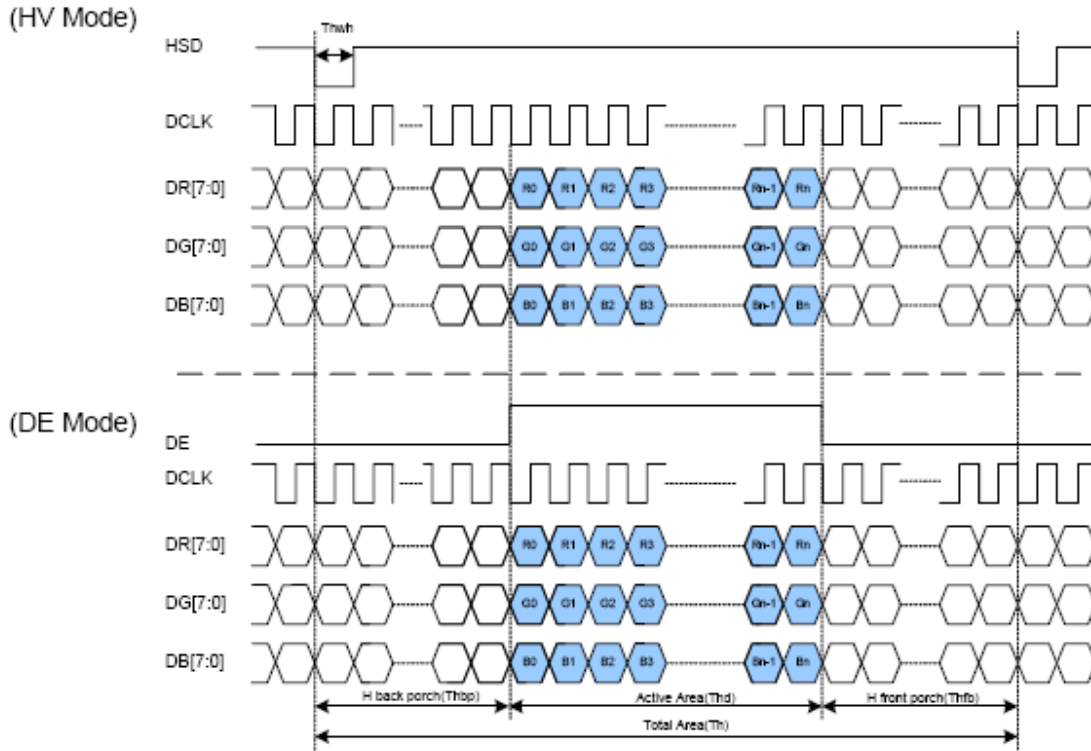 (HV Mode)
Thwh
HSD
DCLK
DR[7:0] R0 R1 R2 R3 Rn-1 Rn
DG[7:0] G0 G1 G2 G3 Gn-1 Gn
DB[7:0] B0 B1 B2 B3 Bn-1 Bn
(DE Mode)
DE
DCLK
DR[7:0] R0 R1 R2 R3 Rn-1 Rn
DG[7:0] G0 G1 G2 G3 Gn-1 Gn
DB[7:0] B0 B1 B2 B3 Bn-1 Bn
H back porch(Thbp) Active Area(Thd) H front porch(Thfb)
Total Area(Th)